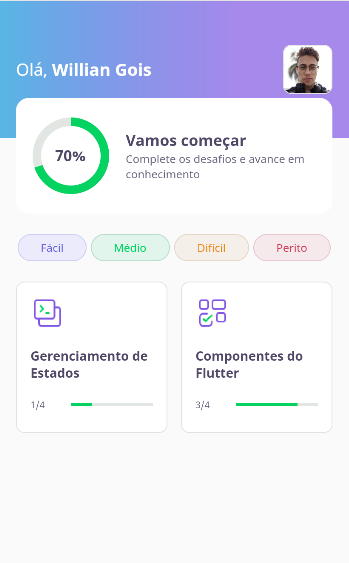 Olá, Willian Gois
70%
Vamos começar
Complete os desafios e avance em
conhecimento
Fácil
Médio
Difícil
Perito
Gerenciamento de
Estados
1/4
Componentes do
Flutter
3/4